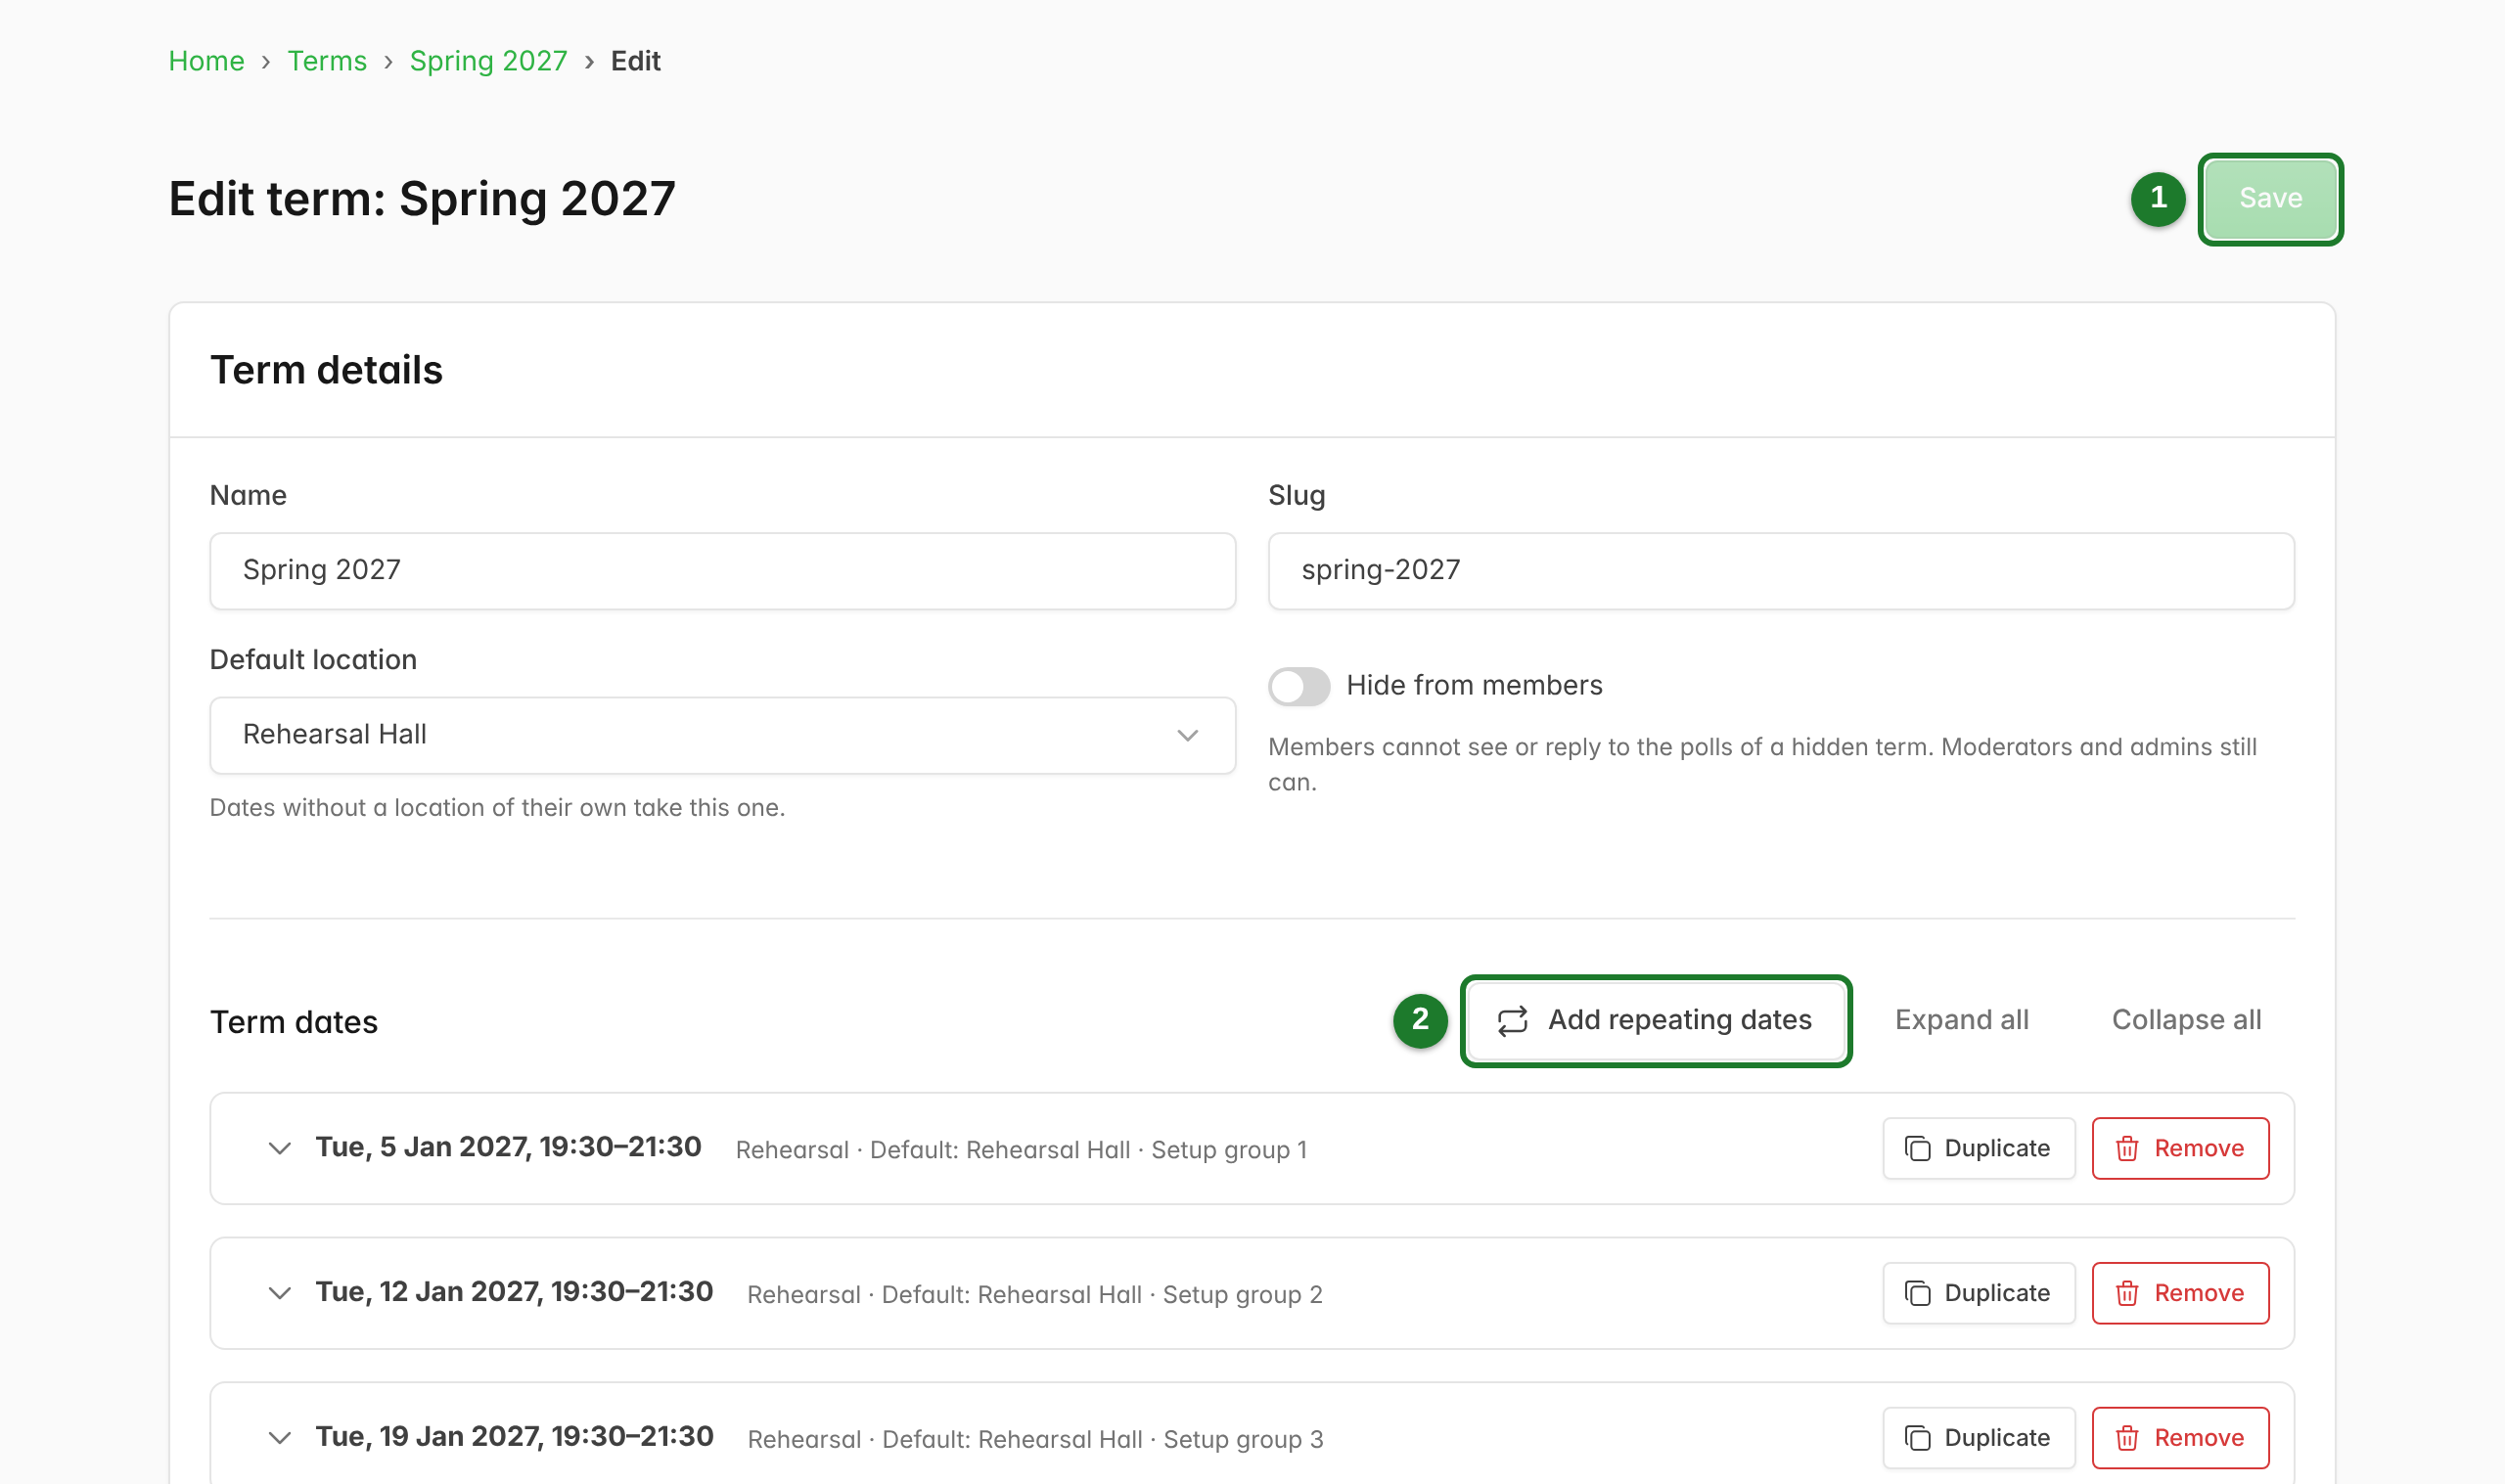 Home › Terms › Spring 2027 › Edit
Edit term: Spring 2027
1
Save
Term details
Name
Slug
Spring 2027
spring-2027
Default location
Rehearsal Hall
Hide from members
Members cannot see or reply to the polls of a hidden term. Moderators and admins still
can.
Dates without a location of their own take this one.
Term dates
2
Add repeating dates
Expand all
Collapse all
Tue, 5 Jan 2027, 19:30–21:30 Rehearsal · Default: Rehearsal Hall · Setup group 1
Duplicate
Remove
Tue, 12 Jan 2027, 19:30–21:30 Rehearsal · Default: Rehearsal Hall · Setup group 2
Duplicate
Remove
Tue, 19 Jan 2027, 19:30–21:30 Rehearsal · Default: Rehearsal Hall · Setup group 3
Duplicate
Remove